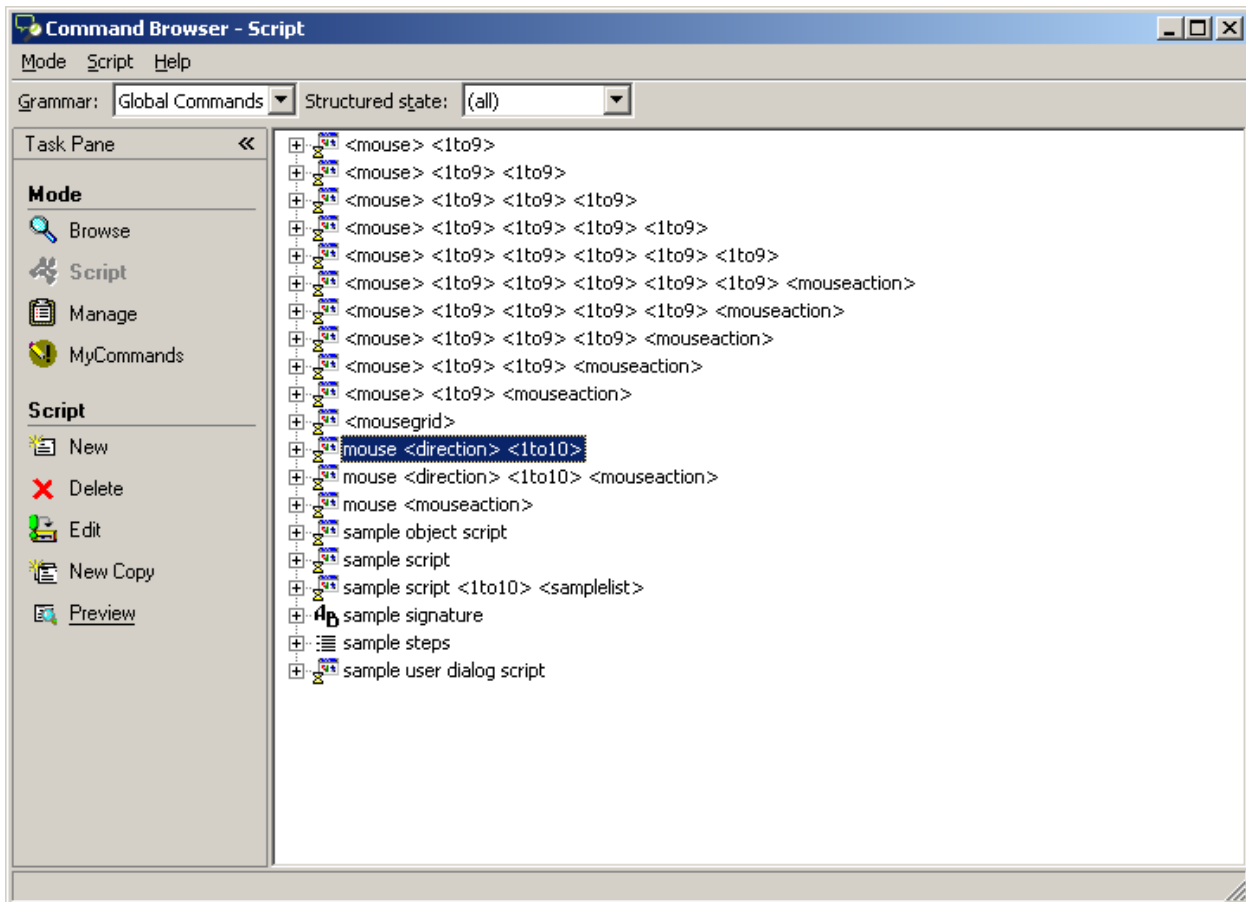 Command Browser - Script
Mode Script Help
Grammar: Global Commands Structured state: (all)
Task Pane «
Mode
Browse
Script
Manage
MyCommands
Script
New
Delete
Edit
New Copy
Preview
<mouse> <1to9>
<mouse> <1to9> <1to9>
<mouse> <1to9> <1to9> <1to9>
<mouse> <1to9> <1to9> <1to9> <1to9>
<mouse> <1to9> <1to9> <1to9> <1to9> <1to9>
<mouse> <1to9> <1to9> <1to9> <1to9> <1to9> <mouseaction>
<mouse> <1to9> <1to9> <1to9> <1to9> <mouseaction>
<mouse> <1to9> <1to9> <1to9> <mouseaction>
<mouse> <1to9> <1to9> <mouseaction>
<mouse> <1to9> <mouseaction>
<mousegrid>
mouse <direction> <1to10>
mouse <direction> <1to10> <mouseaction>
mouse <mouseaction>
sample object script
sample script
sample script <1to10> <samplelist>
sample signature
sample steps
sample user dialog script